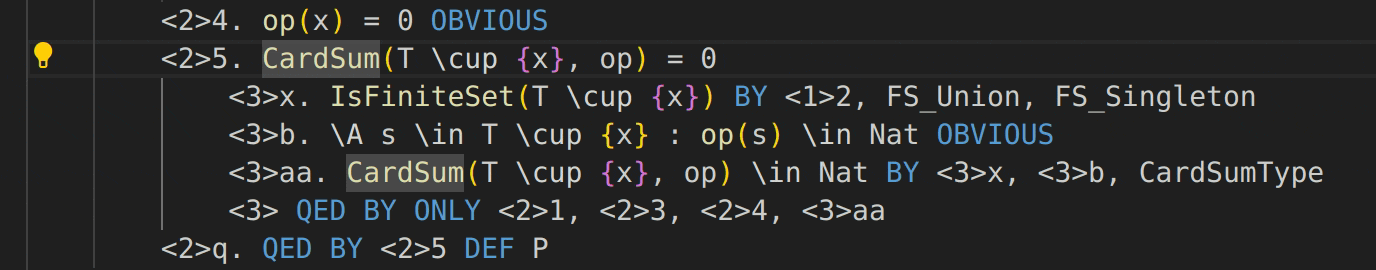 <2>4. op(x) = 0 OBVIOUS
<2>5. CardSum(T \cup {x}, op) = 0
<3>x. IsFiniteSet(T \cup {x}) BY <1>2, FS_Union, FS_Singleton
<3>b. \A s \in T \cup {x} : op(s) \in Nat OBVIOUS
<3>aa. CardSum(T \cup {x}, op) \in Nat BY <3>x, <3>b, CardSumType
<3> QED BY ONLY <2>1, <2>3, <2>4, <3>aa
<2>q. QED BY <2>5 DEF P